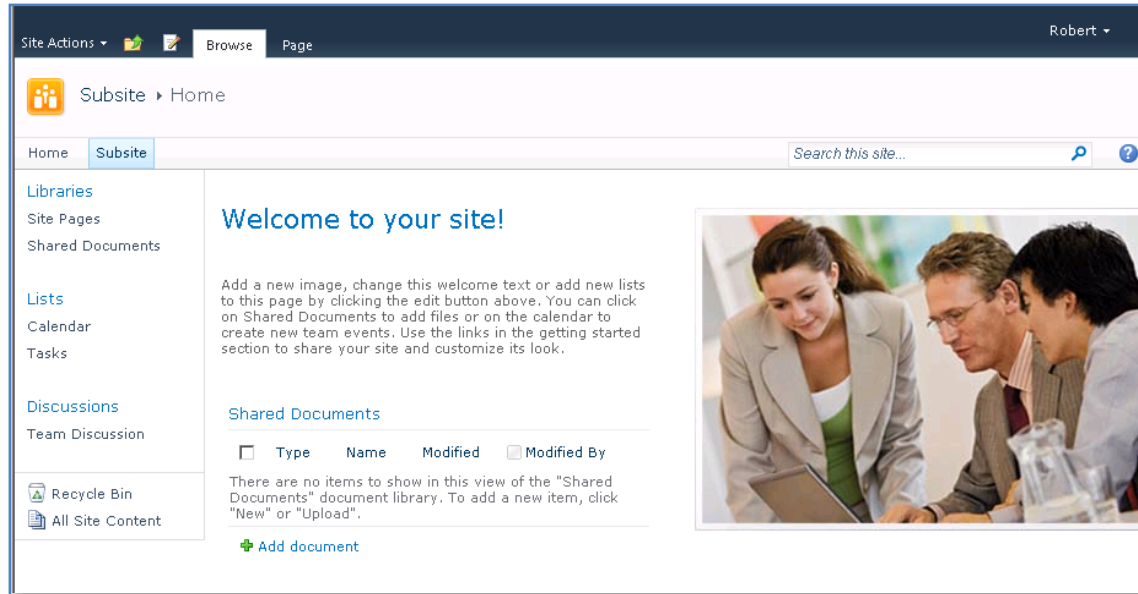 Robert
Site Actions Browse Page
Subsite Home
Home Subsite Search this site... ?
Libraries
Site Pages
Shared Documents
Lists
Calendar
Tasks
Discussions
Team Discussion
Recycle Bin
All Site Content
Welcome to your site!
Add a new image, change this welcome text or add new lists
to this page by clicking the edit button above. You can click
on Shared Documents to add files or on the calendar to
create new team events. Use the links in the getting started
section to share your site and customize its look.
Shared Documents
Type Name Modified Modified By
There are no items to show in this view of the "Shared
Documents" document library. To add a new item, click
"New" or "Upload".
Add document